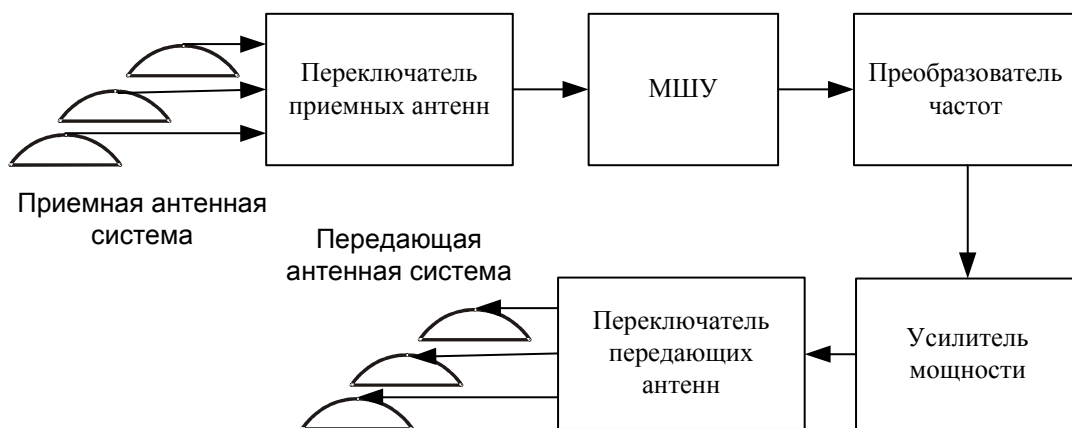 Переключатель
приемных антенн
МШУ
Преобразователь
частот
Приемная антенная
система
Передающая
антенная система
Переключатель
передающих
антенн
Усилитель
мощности